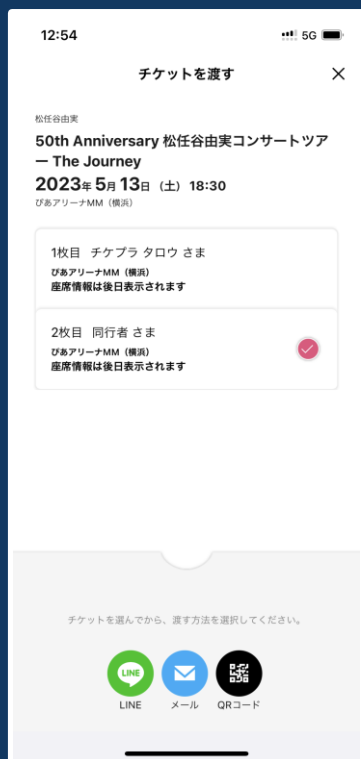 12:54
5G
チケットを渡す
松任谷由実
50th Anniversary 松任谷由実コンサートツア
ー The Journey
2023年 5月 13日 （土） 18:30
ぴあアリーナMM（横浜）
1枚目 チケプラ タロウ さま
ぴあアリーナMM（横浜）
座席情報は後日表示されます
2枚目 同行者 さま
ぴあアリーナMM（横浜）
座席情報は後日表示されます
チケットを選んでから、渡す方法を選択してください。
LINE
LINE
メール
QRコード